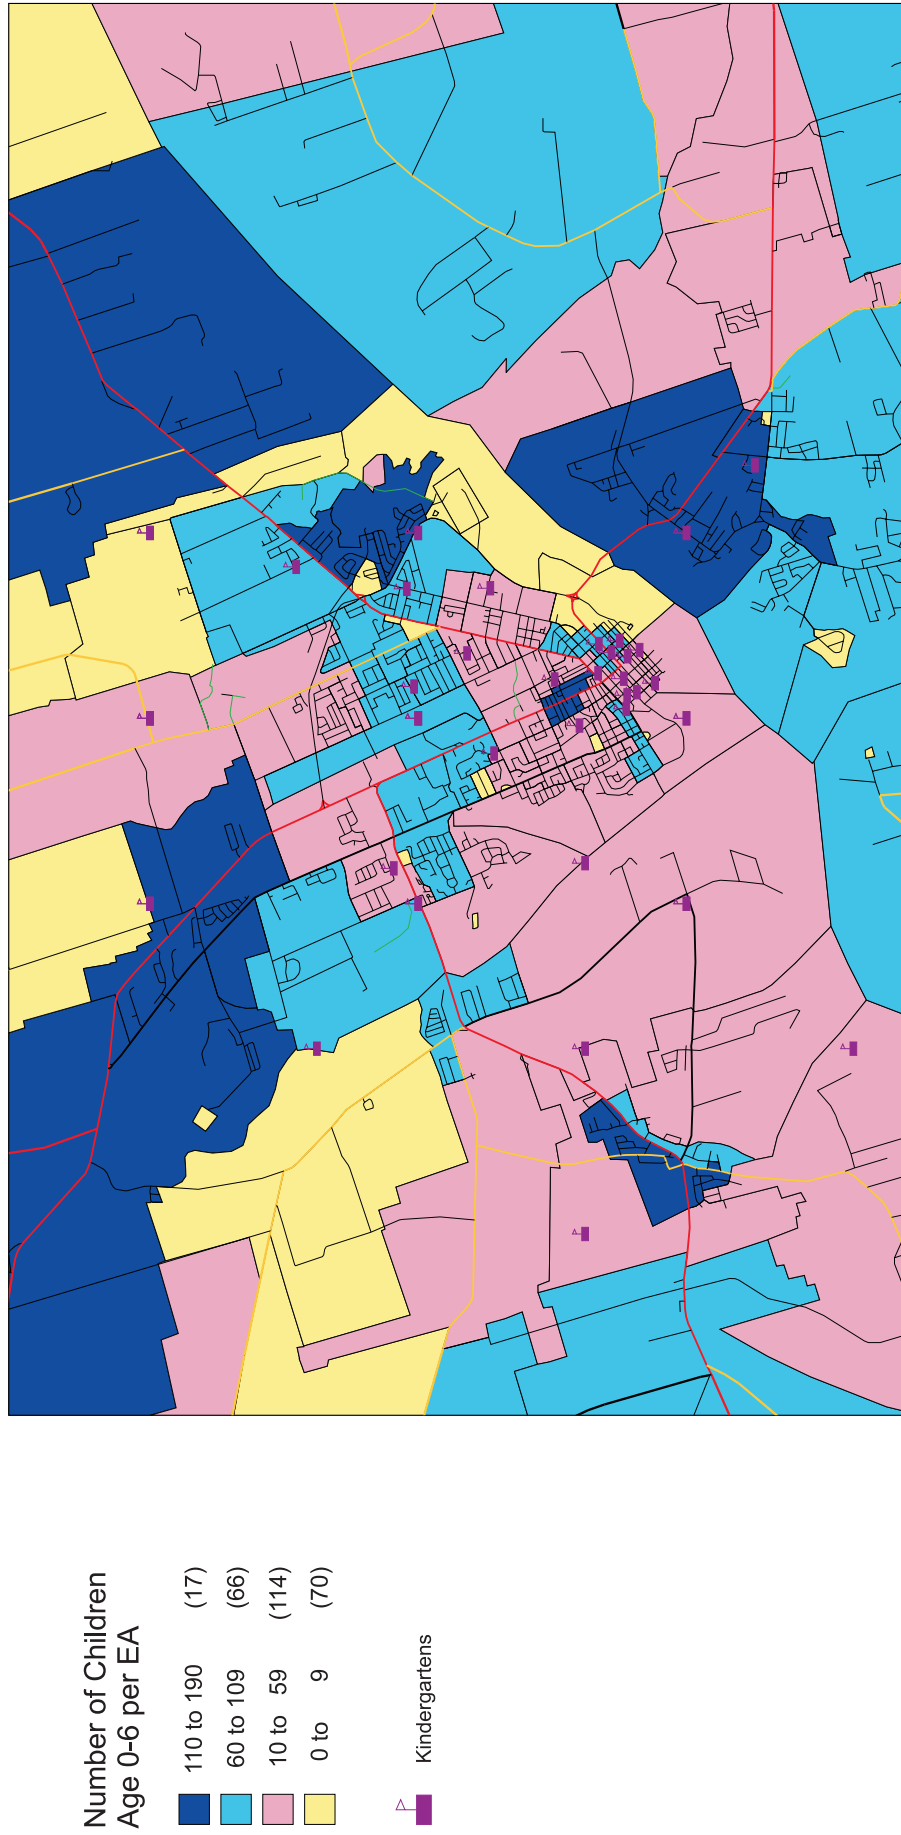 Number of Children
Age 0-6 per EA
110 to 190 (17)
60 to 109 (66)
10 to 59 (114)
0 to 9 (70)
Kindergartens